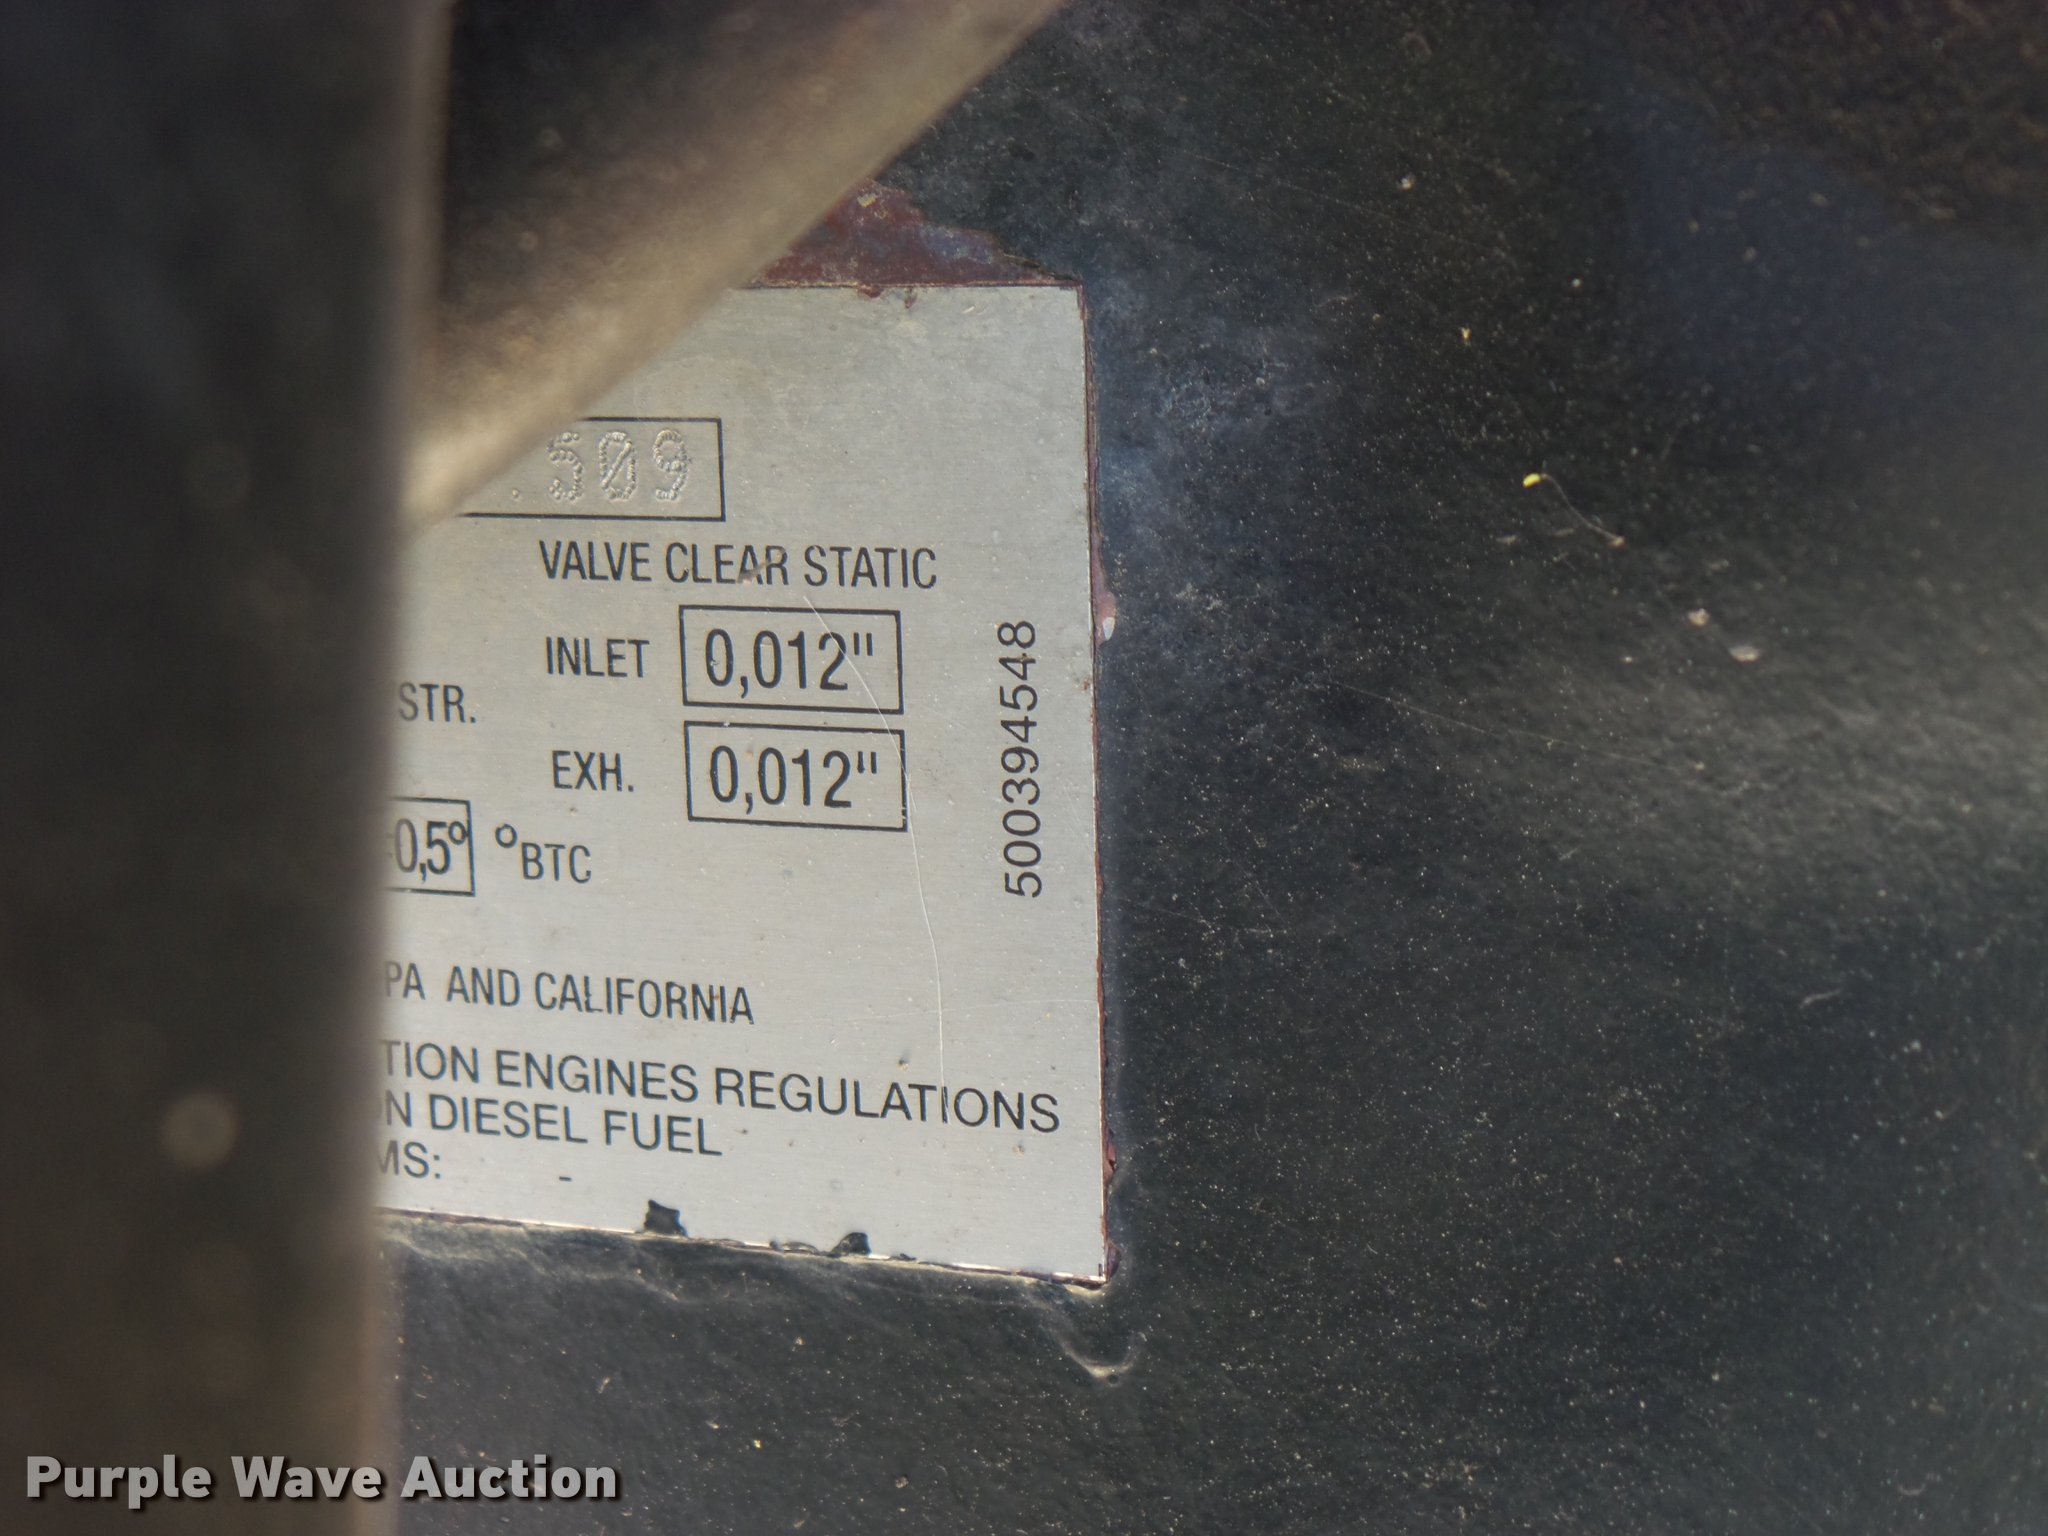 .509
VALVE CLEAR STATIC
INLET 0,012"
STR.
EXH. 0,012"
0,5° °BTC
PA AND CALIFORNIA
TION ENGINES REGULATIONS
N DIESEL FUEL
MS: -
500394548
Purple Wave Auction